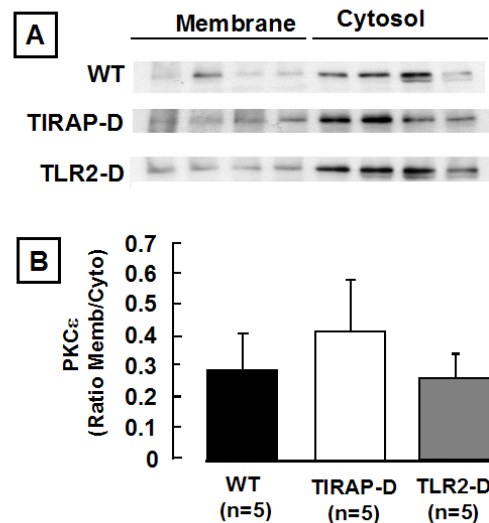 A
Membrane Cytosol
WT
TIRAP-D
TLR2-D
B
PKCε
(Ratio Memb/Cyto)
0.7
0.6
0.5
0.4
0.3
0.2
0.1
0
WT TIRAP-D TLR2-D
(n=5) (n=5) (n=5)